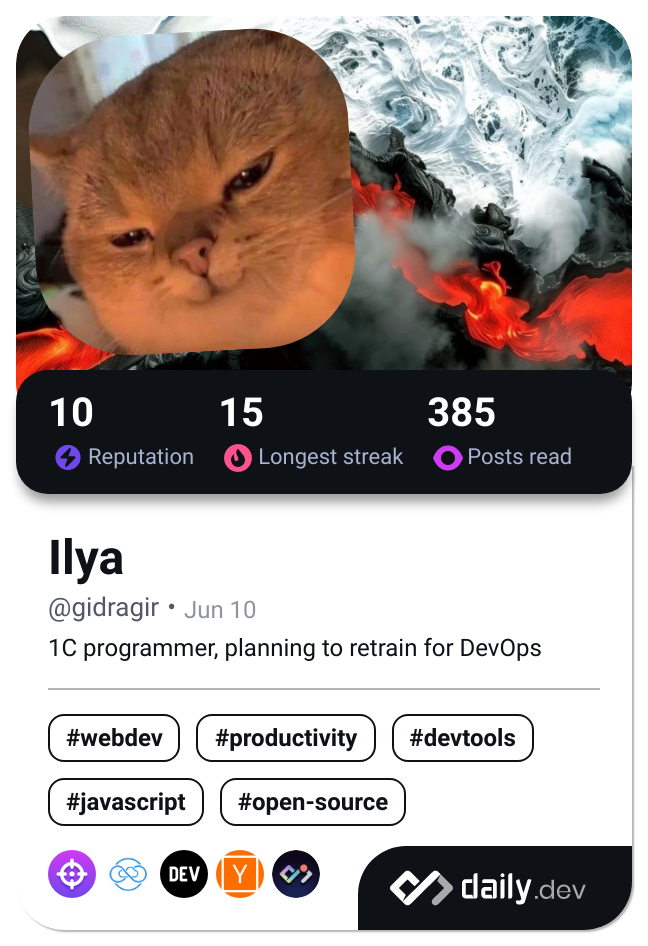 10 15 385
Reputation Longest streak Posts read
Ilya
@gidragir • Jun 10
1C programmer, planning to retrain for DevOps
#webdev #productivity #devtools
#javascript #open-source
DEV Y
daily.dev